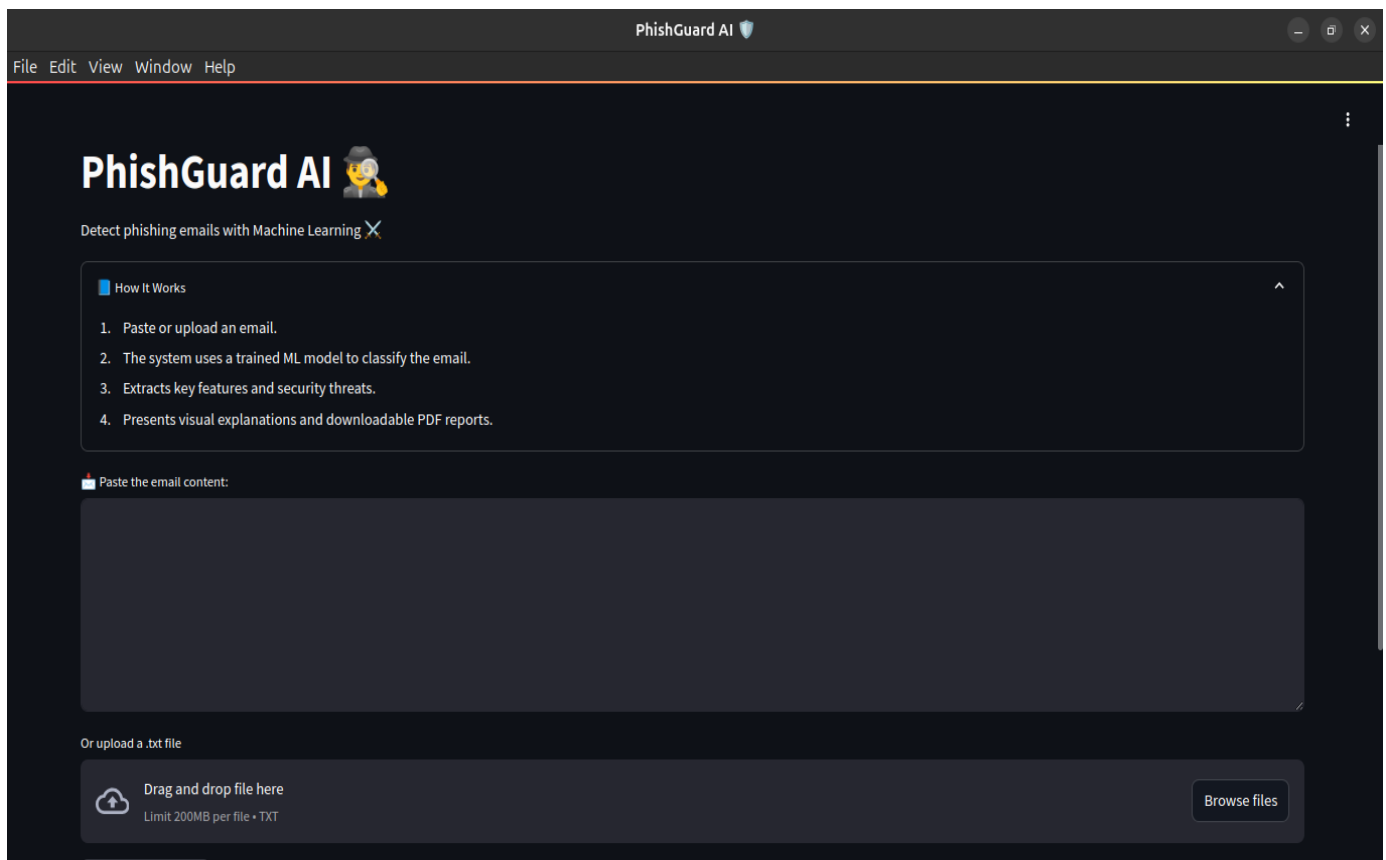 PhishGuard AI 🛡️
File Edit View Window Help
PhishGuard AI 🕵️
Detect phishing emails with Machine Learning ⚔️
📘 How It Works
1. Paste or upload an email.
2. The system uses a trained ML model to classify the email.
3. Extracts key features and security threats.
4. Presents visual explanations and downloadable PDF reports.
📩 Paste the email content:
Or upload a .txt file
Drag and drop file here
Limit 200MB per file • TXT
Browse files